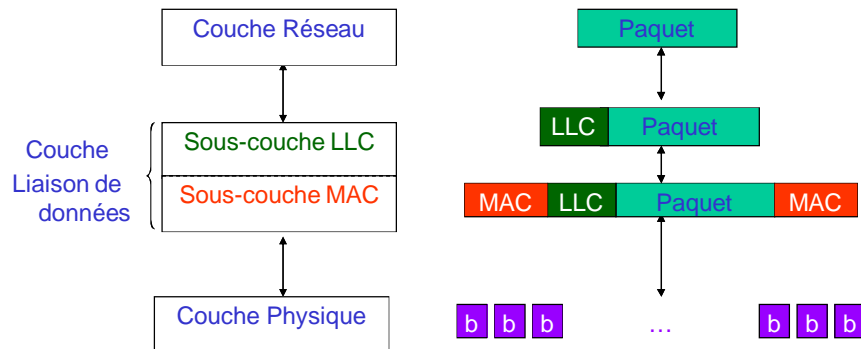 Couche Réseau
Paquet
Couche
Liaison de
données
Sous-couche LLC
LLC Paquet
Sous-couche MAC
MAC LLC Paquet MAC
Couche Physique
b b b ... b b b